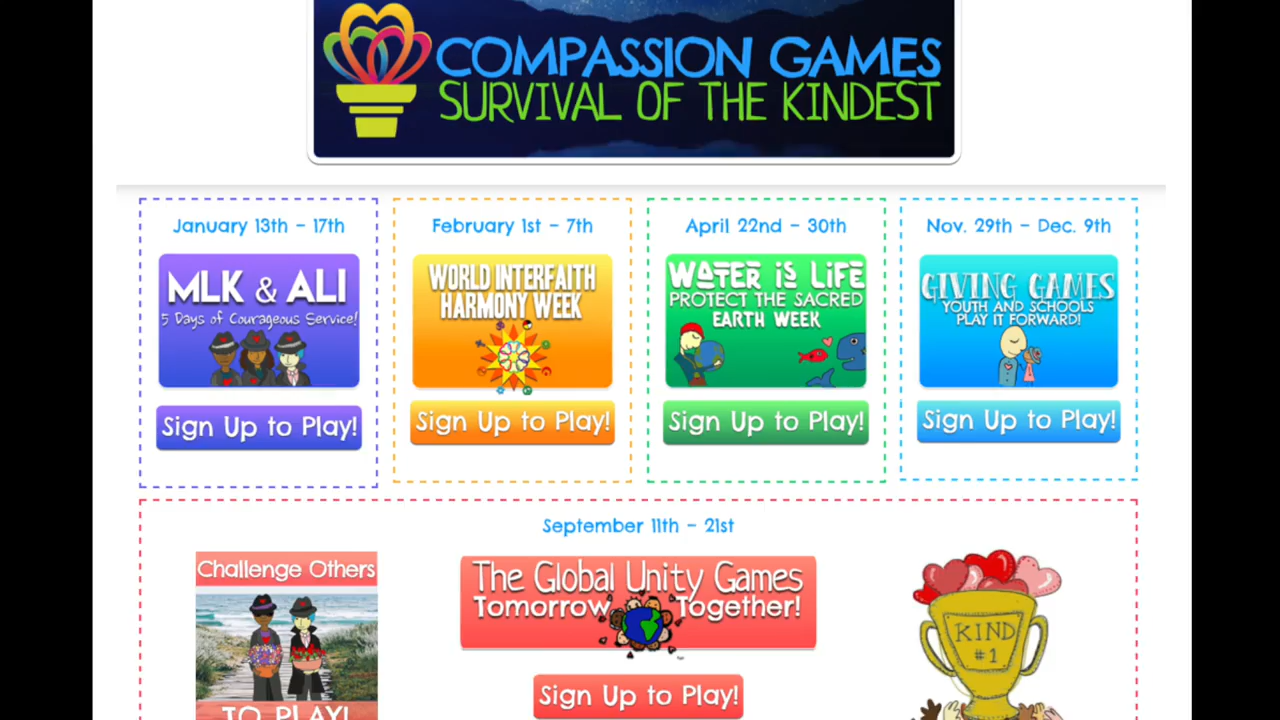 COMPASSION GAMES
SURVIVAL OF THE KINDEST
January 13th - 17th
MLK & ALI
5 Days of Courageous Service!
Sign Up to Play!
February 1st - 7th
WORLD INTERFAITH
HARMONY WEEK
Sign Up to Play!
April 22nd - 30th
WATER IS LIFE
PROTECT THE SACRED
EARTH WEEK
Sign Up to Play!
Nov. 29th - Dec. 9th
GIVING GAMES
YOUTH AND SCHOOLS
PLAY IT FORWARD!
Sign Up to Play!
September 11th - 21st
Challenge Others
TO PLAY!
The Global Unity Games
Tomorrow Together!
Sign Up to Play!
KIND
#1